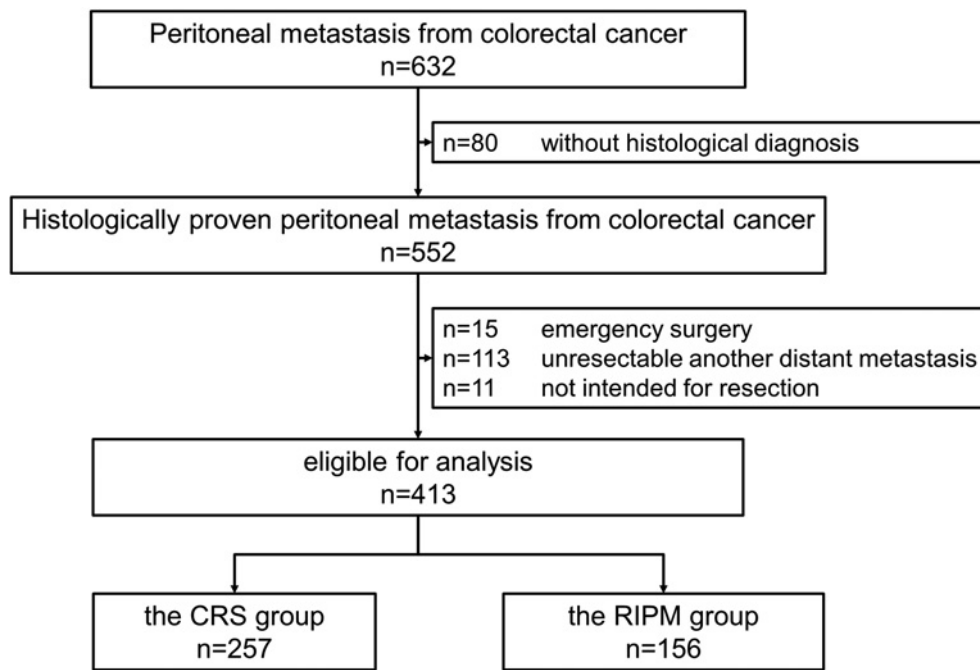 Peritoneal metastasis from colorectal cancer
n=632
n=80 without histological diagnosis
Histologically proven peritoneal metastasis from colorectal cancer
n=552
n=15 emergency surgery
n=113 unresectable another distant metastasis
n=11 not intended for resection
eligible for analysis
n=413
the CRS group
n=257
the RIPM group
n=156